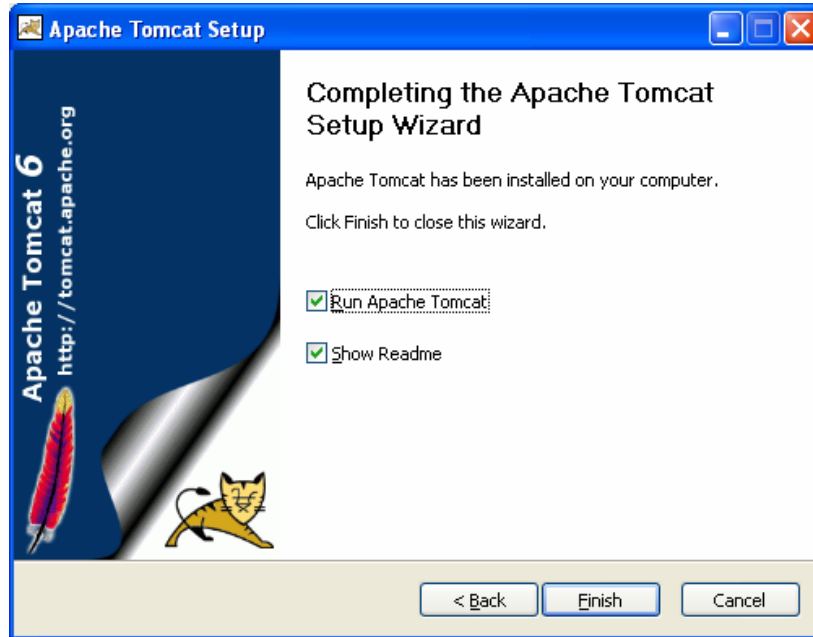 Apache Tomcat Setup
Apache Tomcat 6
http://tomcat.apache.org
Completing the Apache Tomcat
Setup Wizard
Apache Tomcat has been installed on your computer.
Click Finish to close this wizard.
Run Apache Tomcat
Show Readme
< Back
Finish
Cancel